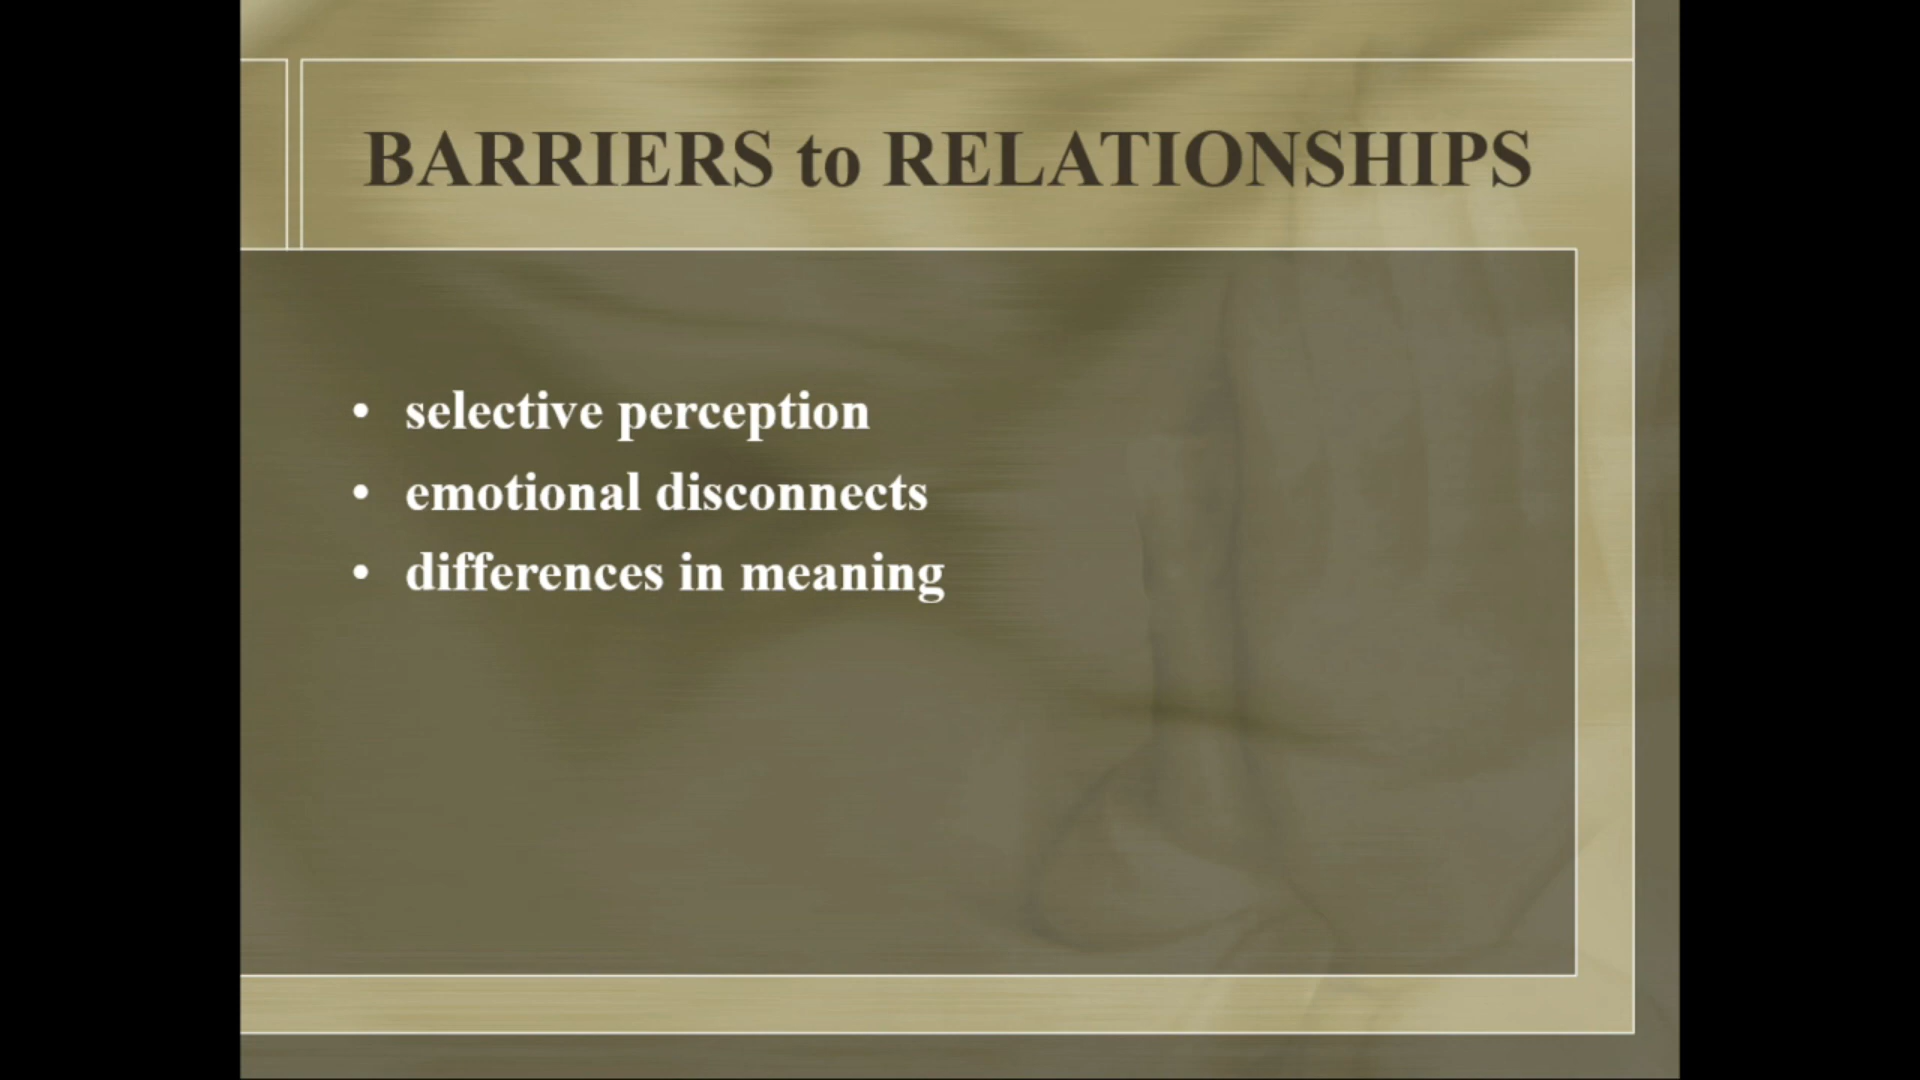 BARRIERS to RELATIONSHIPS
• selective perception
• emotional disconnects
• differences in meaning